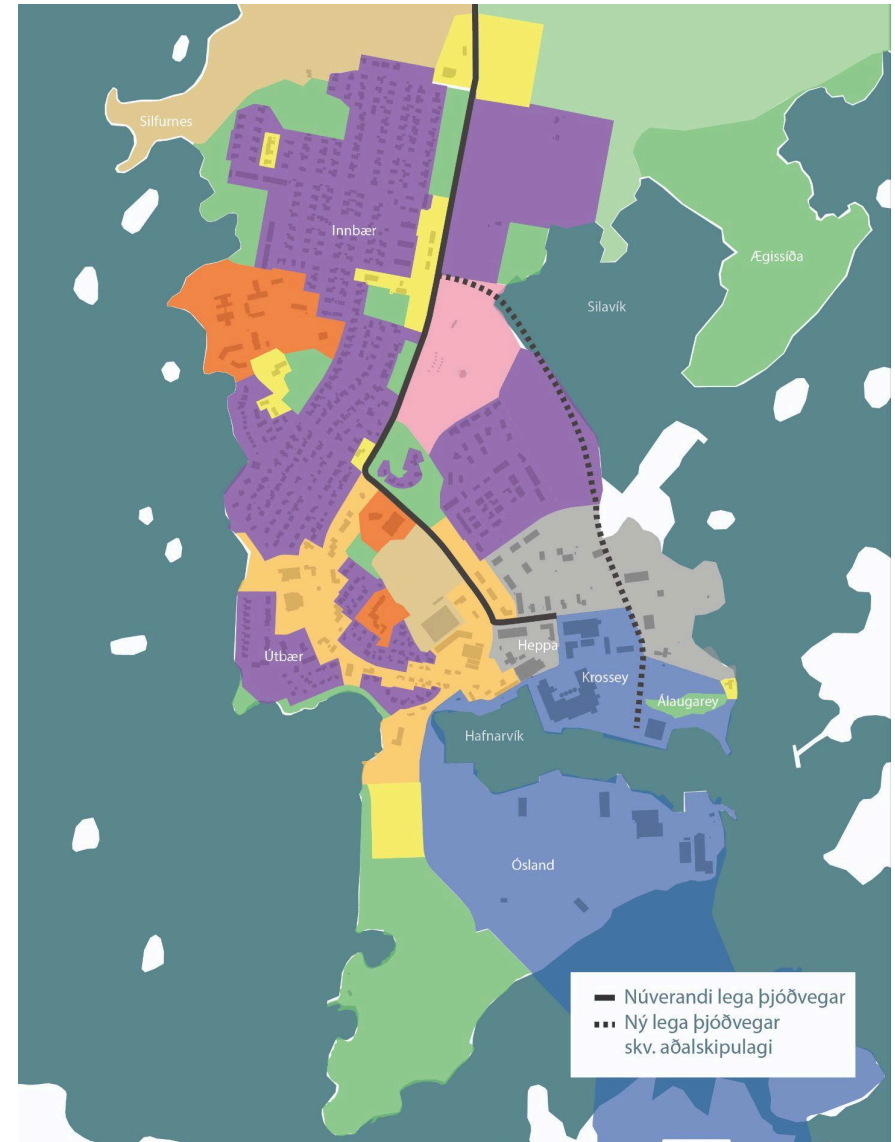 Silfurnes
Innbær
Ægissíða
Silavík
Útbær
Heppa
Krossey
Álaugarey
Hafnarvík
Ósland
Núverandi lega þjóðvegar
Ný lega þjóðvegar
skv. aðalskipulagi